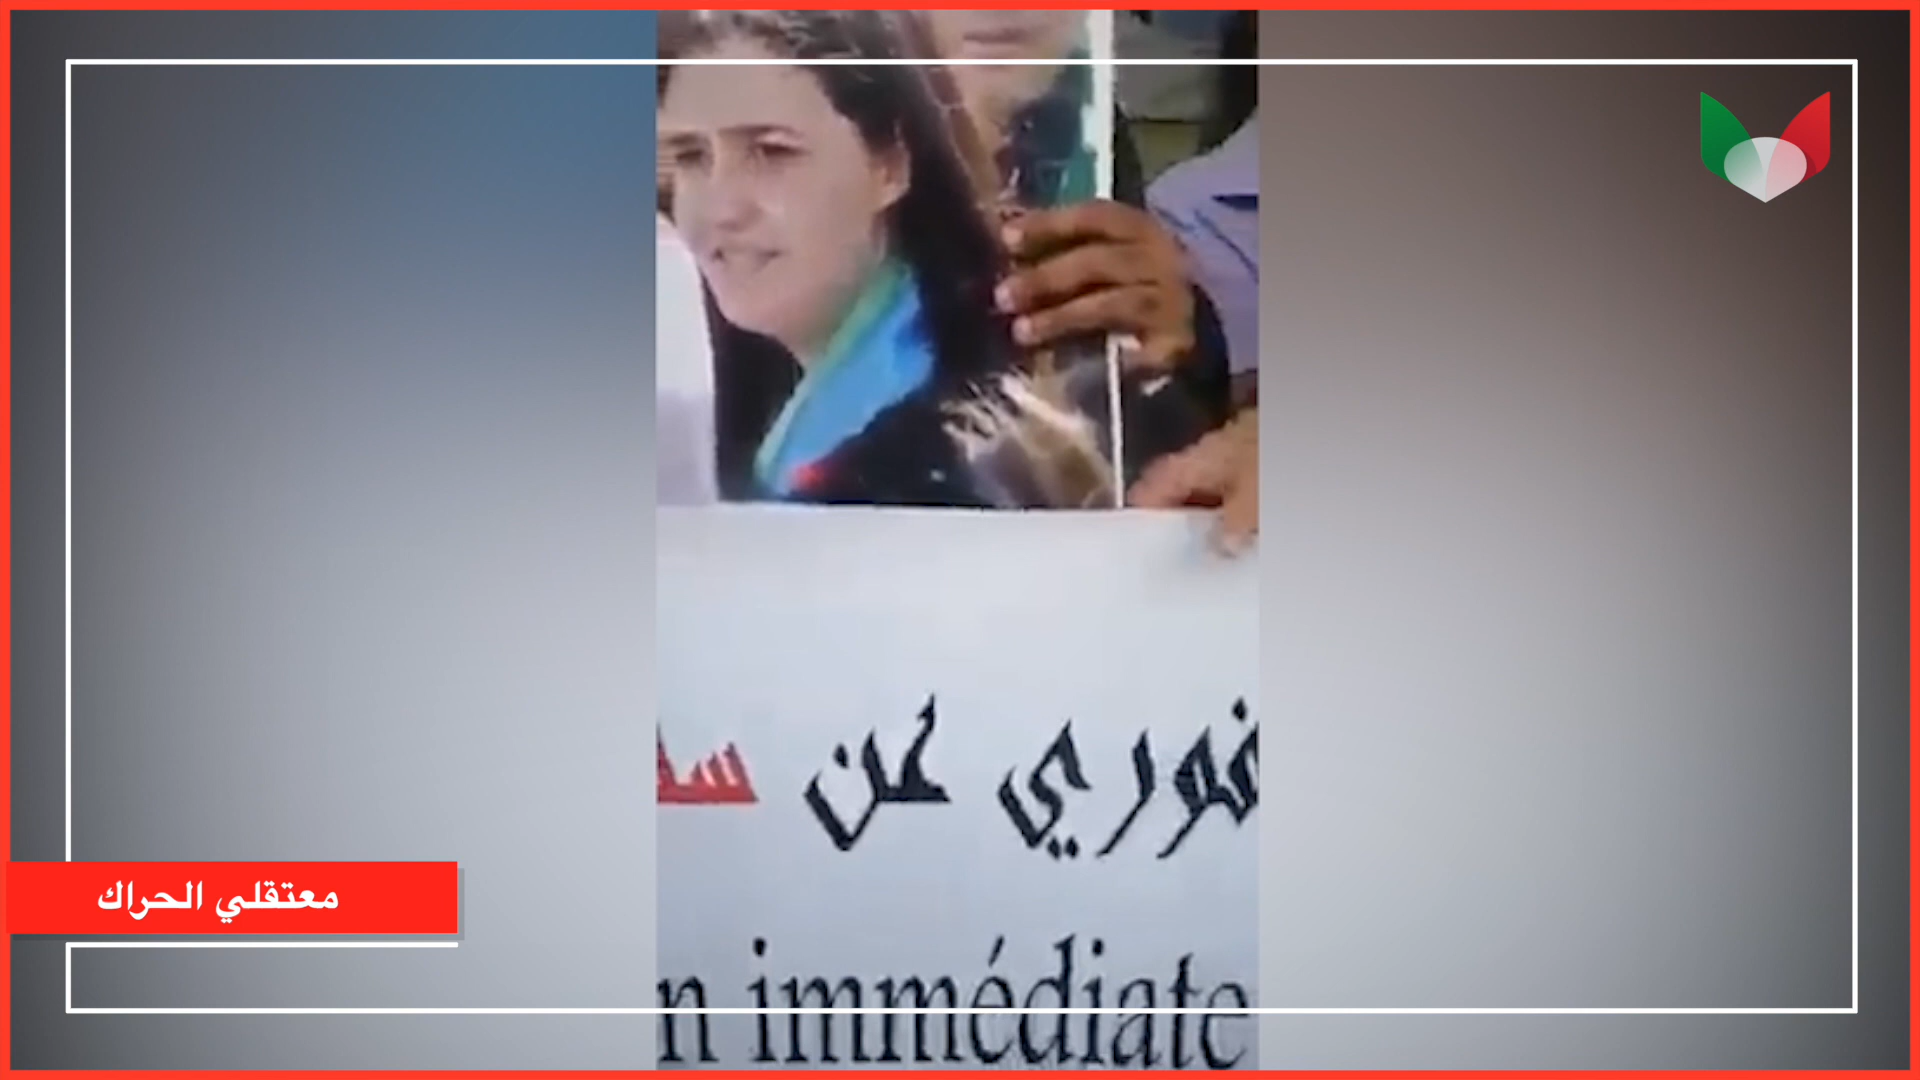 فوري عن
n immédiate
معتقلي الحراك